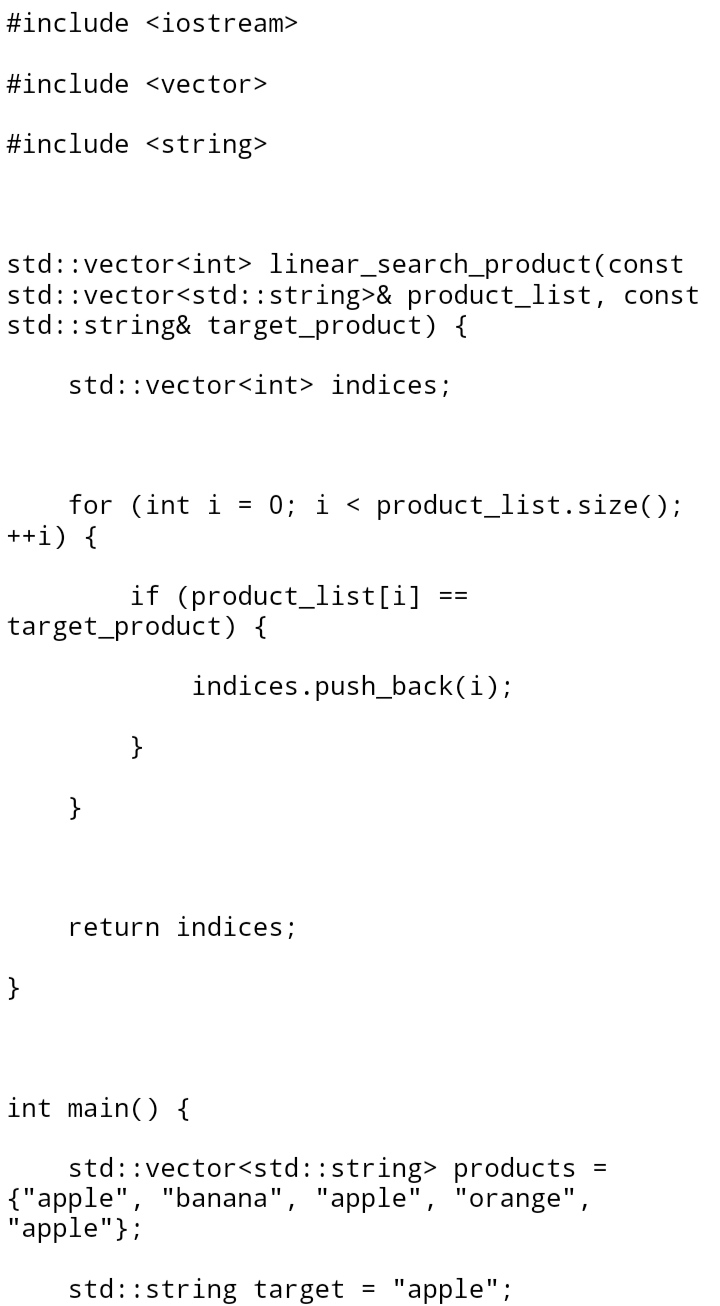 #include <iostream>
#include <vector>
#include <string>
std::vector<int> linear_search_product(const
std::vector<std::string>& product_list, const
std::string& target_product) {
    std::vector<int> indices;
    for (int i = 0; i < product_list.size();
++i) {
        if (product_list[i] ==
target_product) {
            indices.push_back(i);
        }
    }
    return indices;
}
int main() {
    std::vector<std::string> products =
{"apple", "banana", "apple", "orange",
"apple"};
    std::string target = "apple";